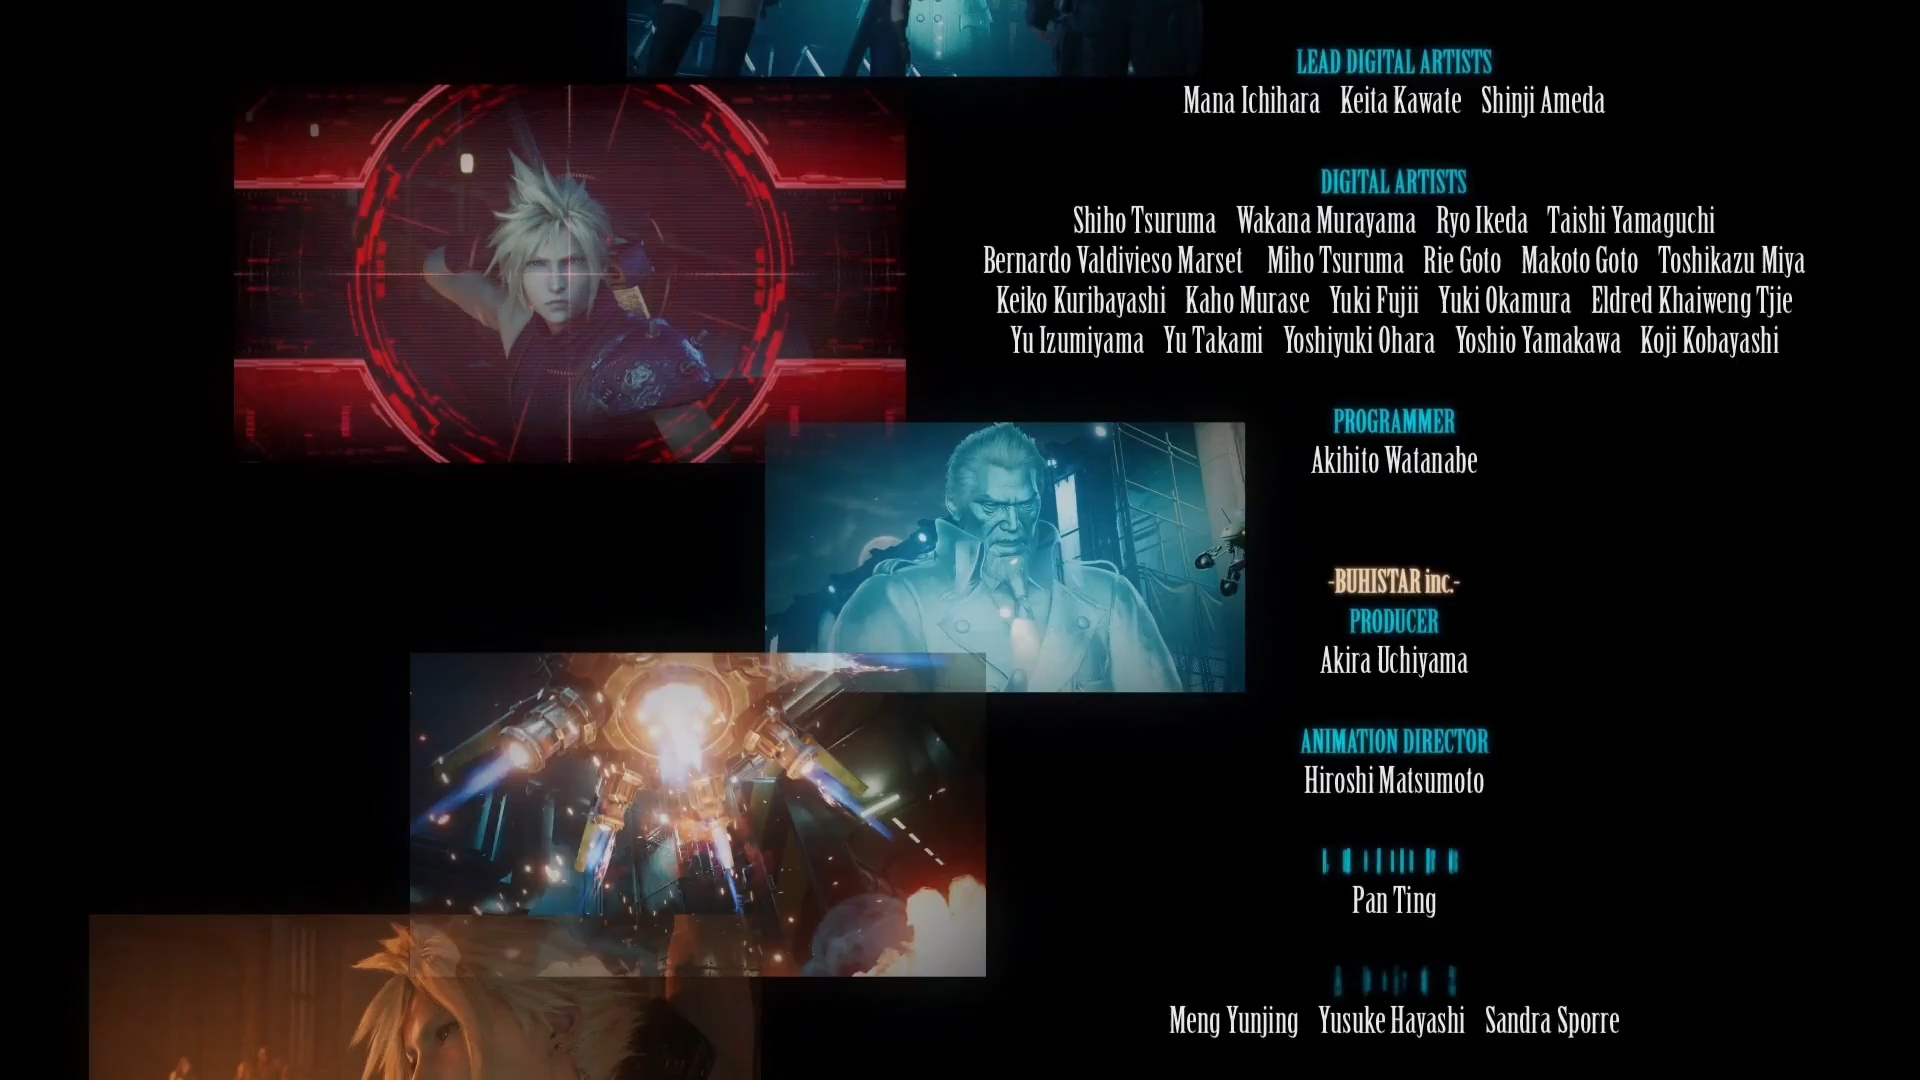 LEAD DIGITAL ARTISTS
Mana Ichihara Keita Kawate Shinji Ameda
DIGITAL ARTISTS
Shiho Tsuruma Wakana Murayama Ryo Ikeda Taishi Yamaguchi
Bernardo Valdivieso Marset Miho Tsuruma Rie Goto Makoto Goto Toshikazu Miya
Keiko Kuribayashi Kaho Murase Yuki Fujii Yuki Okamura Eldred Khaiweng Tjie
Yu Izumiyama Yu Takami Yoshiyuki Ohara Yoshio Yamakawa Koji Kobayashi
PROGRAMMER
Akihito Watanabe
-BUHISTAR inc.-
PRODUCER
Akira Uchiyama
ANIMATION DIRECTOR
Hiroshi Matsumoto
Pan Ting
Meng Yunjing Yusuke Hayashi Sandra Sporre